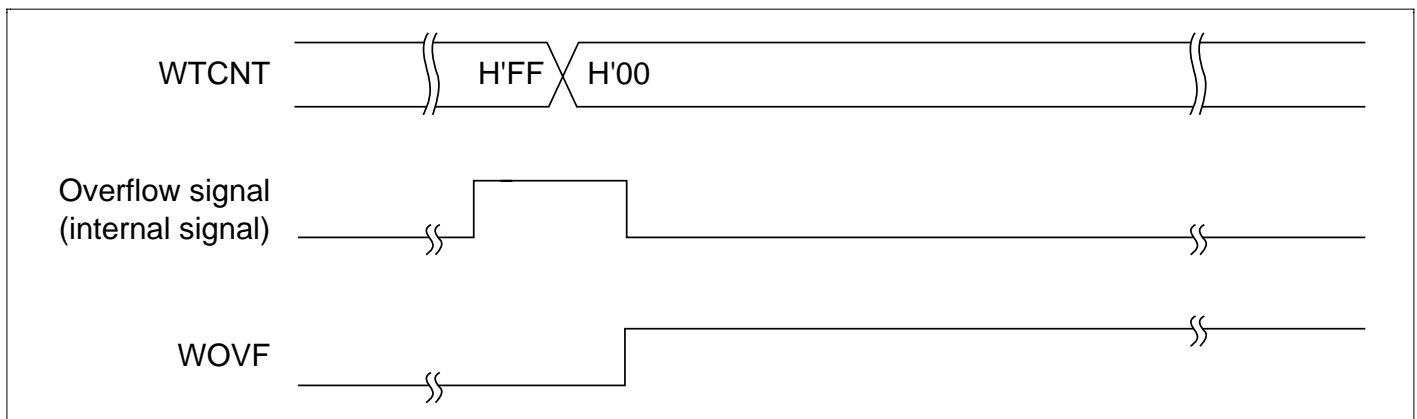 WTCNT
H'FF
H'00
Overflow signal
(internal signal)
WOVF